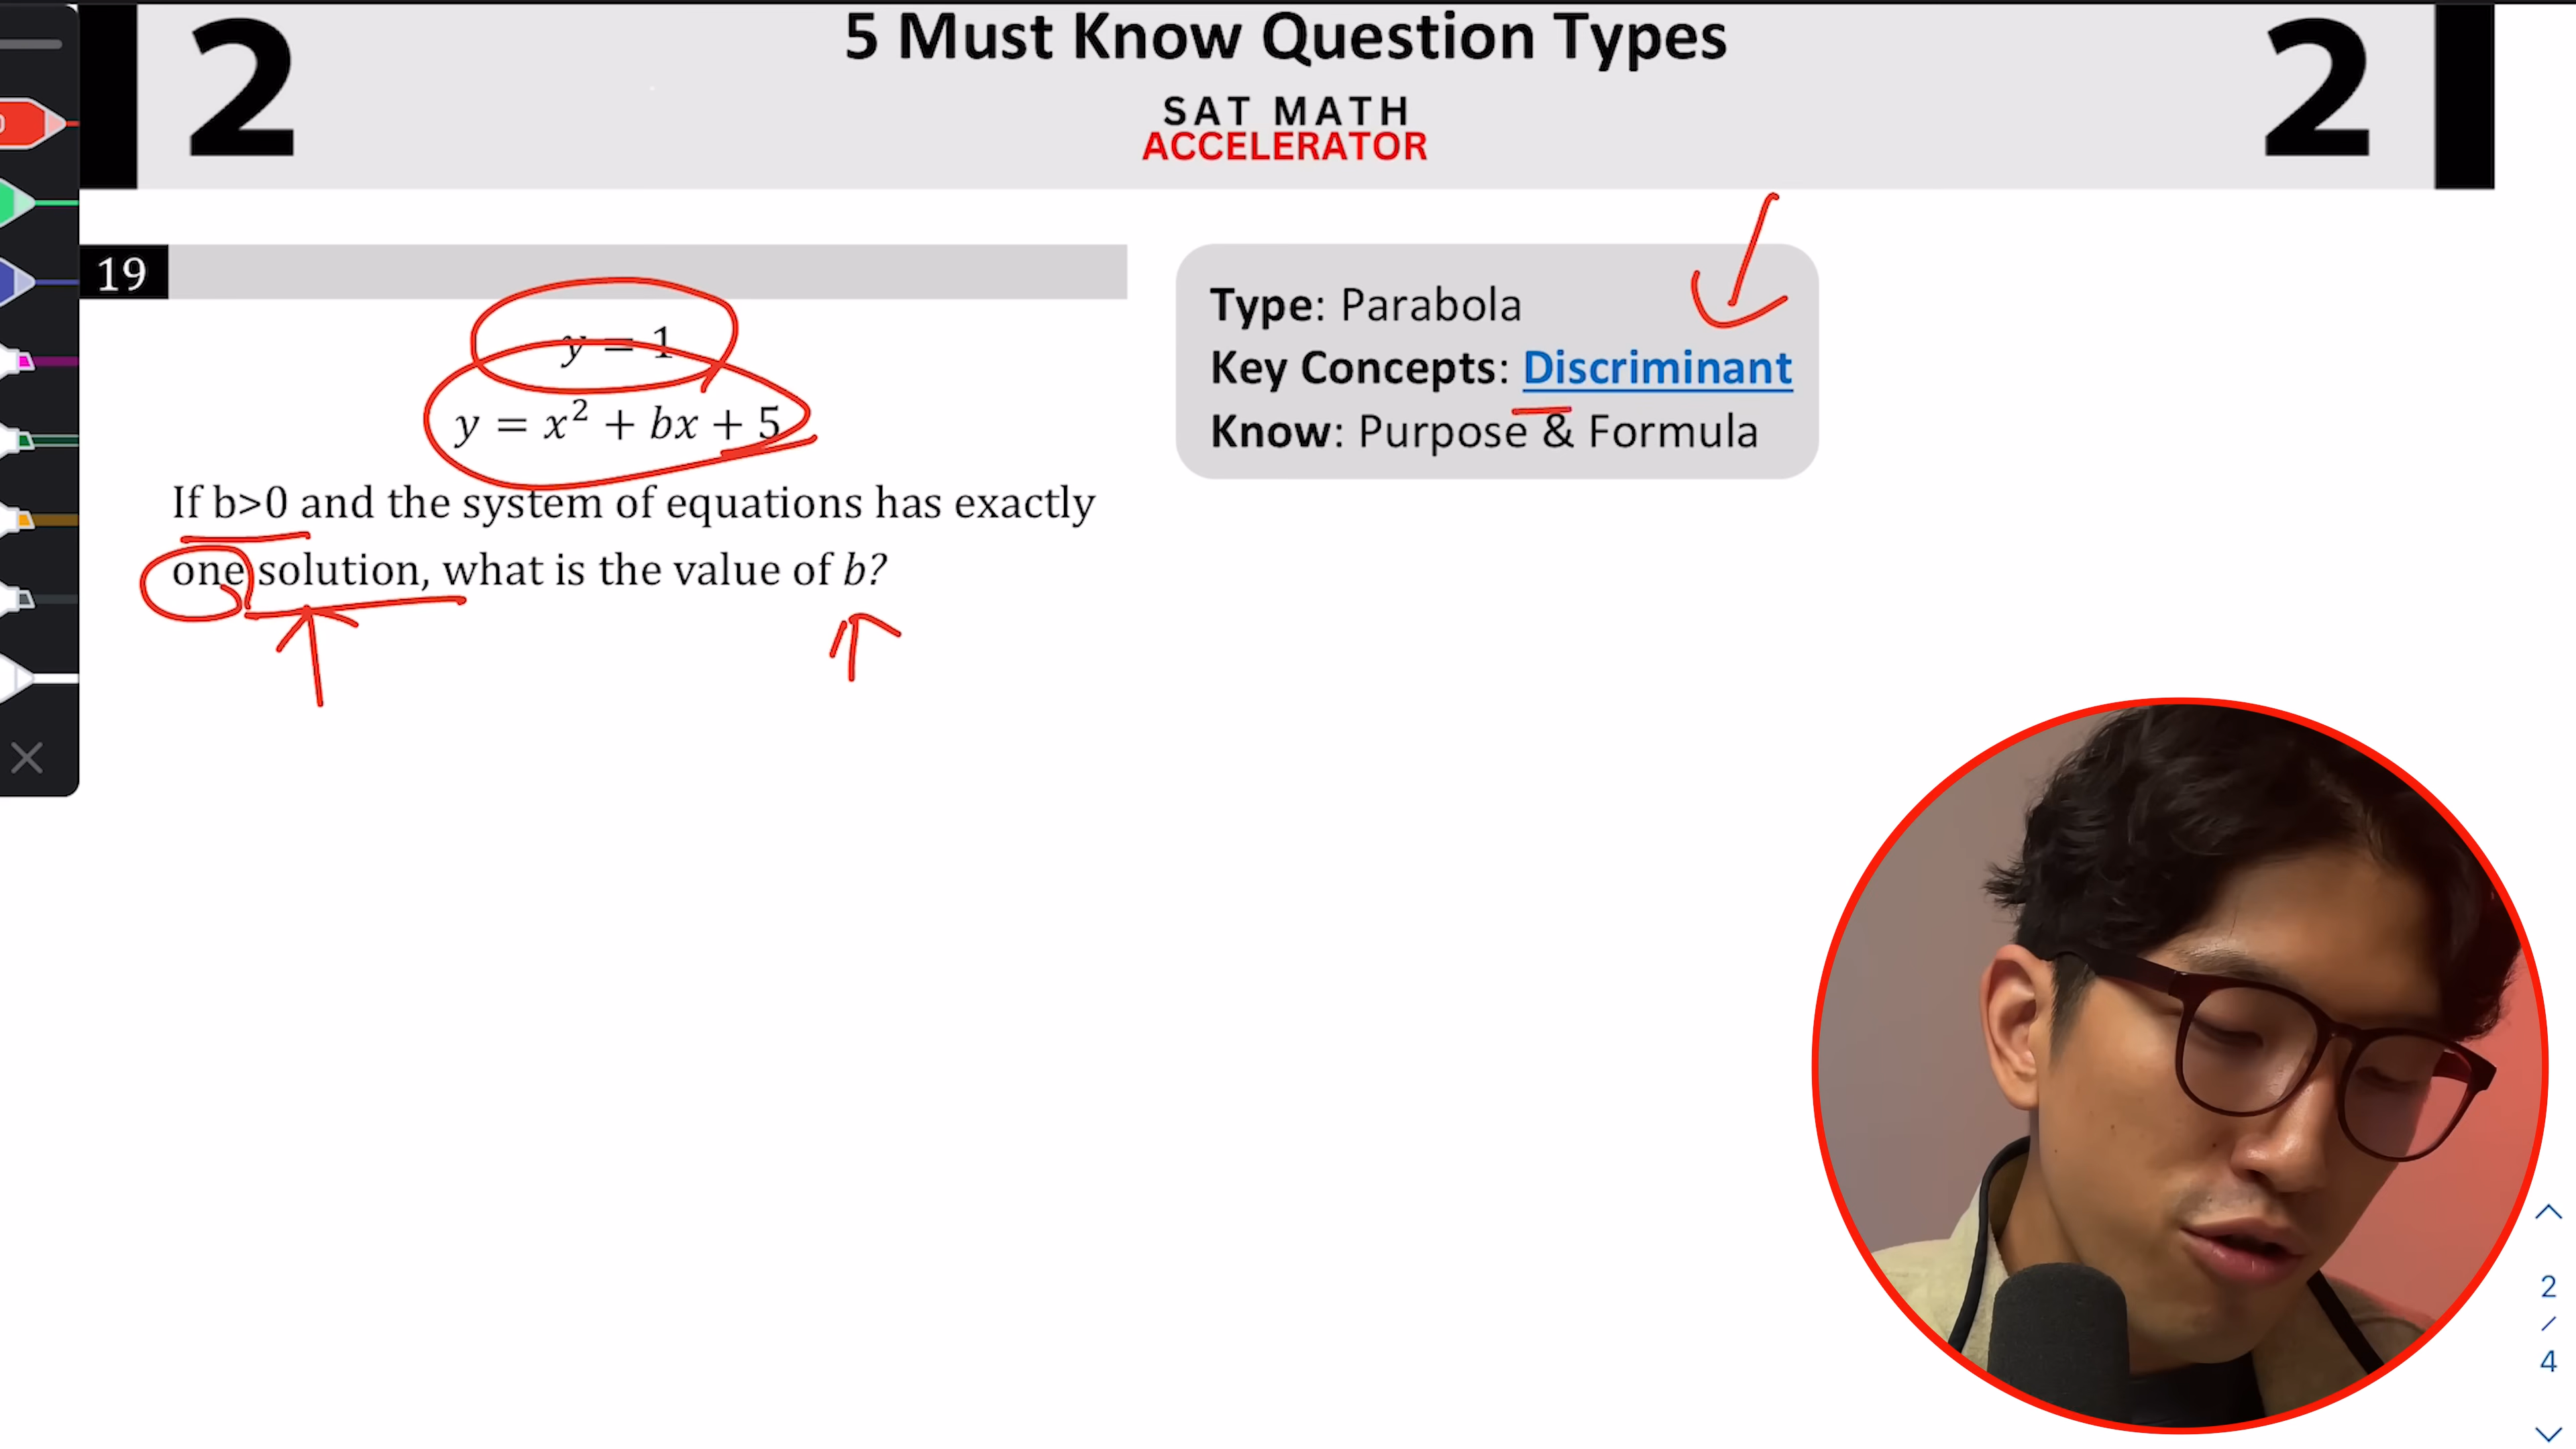 2
5 Must Know Question Types
2
SAT MATH
ACCELERATOR
19
y = 1
y = x² + bx + 5
If b>0 and the system of equations has exactly
one solution, what is the value of b?
Type: Parabola
Key Concepts: Discriminant
Know: Purpose & Formula
2
/
4